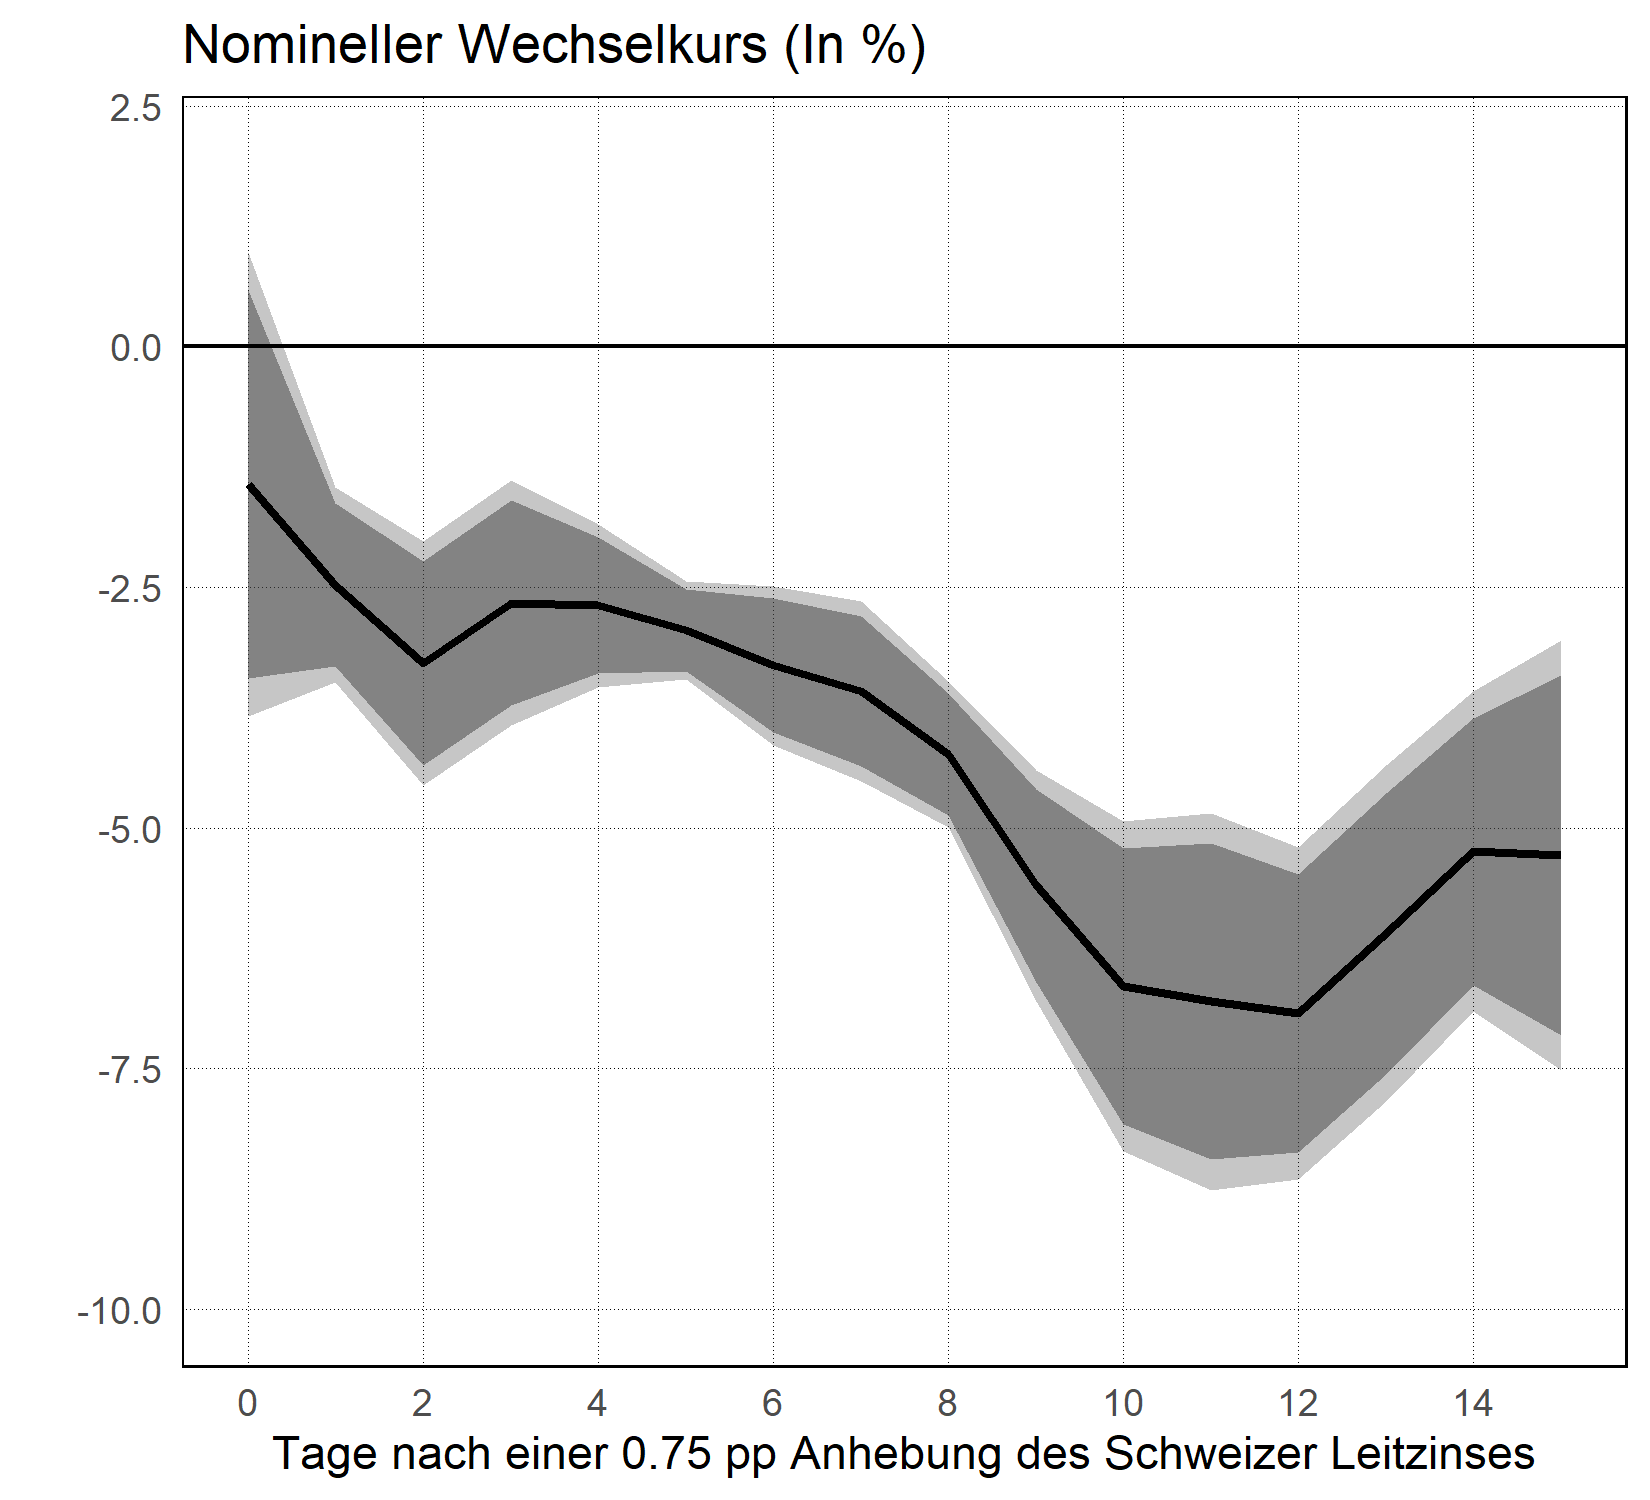 Nomineller Wechselkurs (In %)
2.5
0.0
-2.5
-5.0
-7.5
-10.0
0 2 4 6 8 10 12 14
Tage nach einer 0.75 pp Anhebung des Schweizer Leitzinses